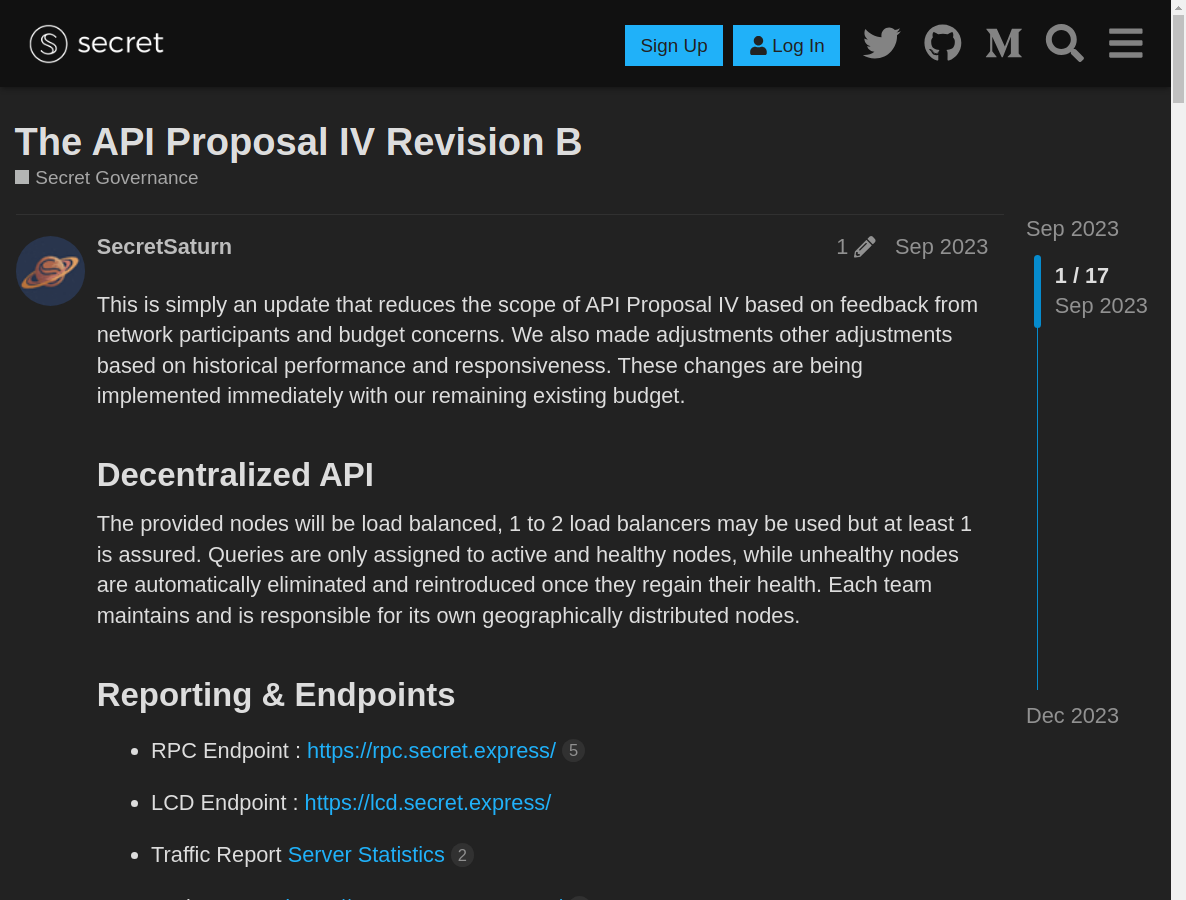 secret
Sign Up
Log In
The API Proposal IV Revision B
Secret Governance
SecretSaturn
1
Sep 2023
Sep 2023
1 / 17
Sep 2023
This is simply an update that reduces the scope of API Proposal IV based on feedback from
network participants and budget concerns. We also made adjustments other adjustments
based on historical performance and responsiveness. These changes are being
implemented immediately with our remaining existing budget.
Decentralized API
The provided nodes will be load balanced, 1 to 2 load balancers may be used but at least 1
is assured. Queries are only assigned to active and healthy nodes, while unhealthy nodes
are automatically eliminated and reintroduced once they regain their health. Each team
maintains and is responsible for its own geographically distributed nodes.
Reporting & Endpoints
Dec 2023
RPC Endpoint : https://rpc.secret.express/ 5
LCD Endpoint : https://lcd.secret.express/
Traffic Report Server Statistics 2